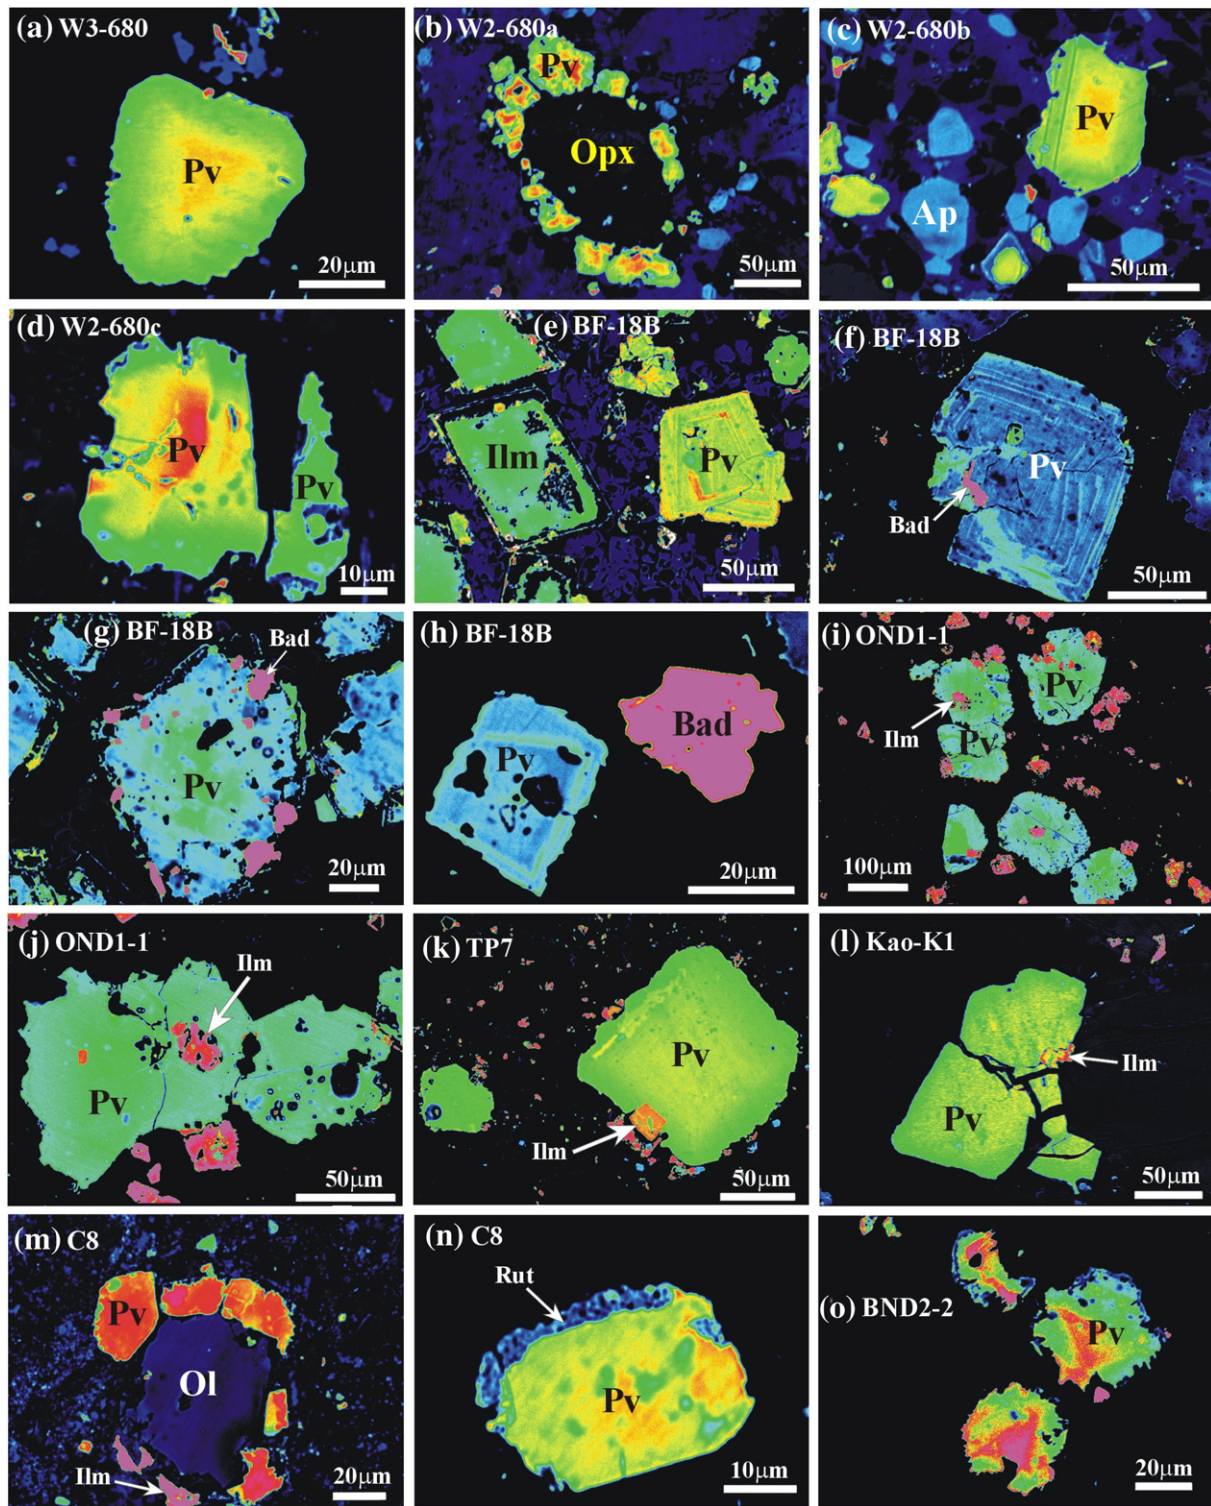 (a) W3-680
Pv
20μm
(b) W2-680a
Pv
Opx
50μm
(c) W2-680b
Pv
Ap
50μm
(d) W2-680c
Pv
Pv
10μm
(e) BF-18B
Ilm
Pv
50μm
(f) BF-18B
Pv
Bad
50μm
(g) BF-18B
Bad
Pv
20μm
(h) BF-18B
Bad
Pv
20μm
(i) OND1-1
Pv
Ilm
Pv
100μm
(j) OND1-1
Ilm
Pv
50μm
(k) TP7
Pv
Ilm
50μm
(l) Kao-K1
Ilm
Pv
50μm
(m) C8
Pv
Ol
Ilm
20μm
(n) C8
Rut
Pv
10μm
(o) BND2-2
Pv
20μm